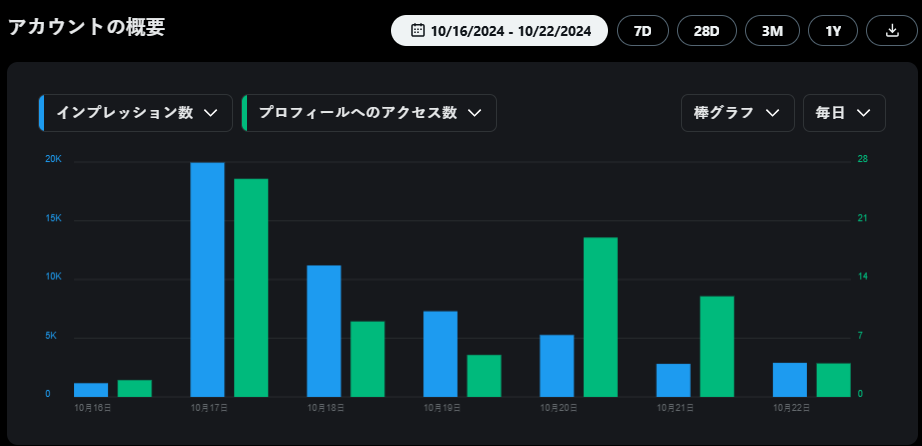 アカウントの概要
10/16/2024 - 10/22/2024 7D 28D 3M 1Y
インプレッション数 プロフィールへのアクセス数 棒グラフ 毎日
20K 28
15K 21
10K 14
5K 7
0 0
10月16日 10月17日 10月18日 10月19日 10月20日 10月21日 10月22日